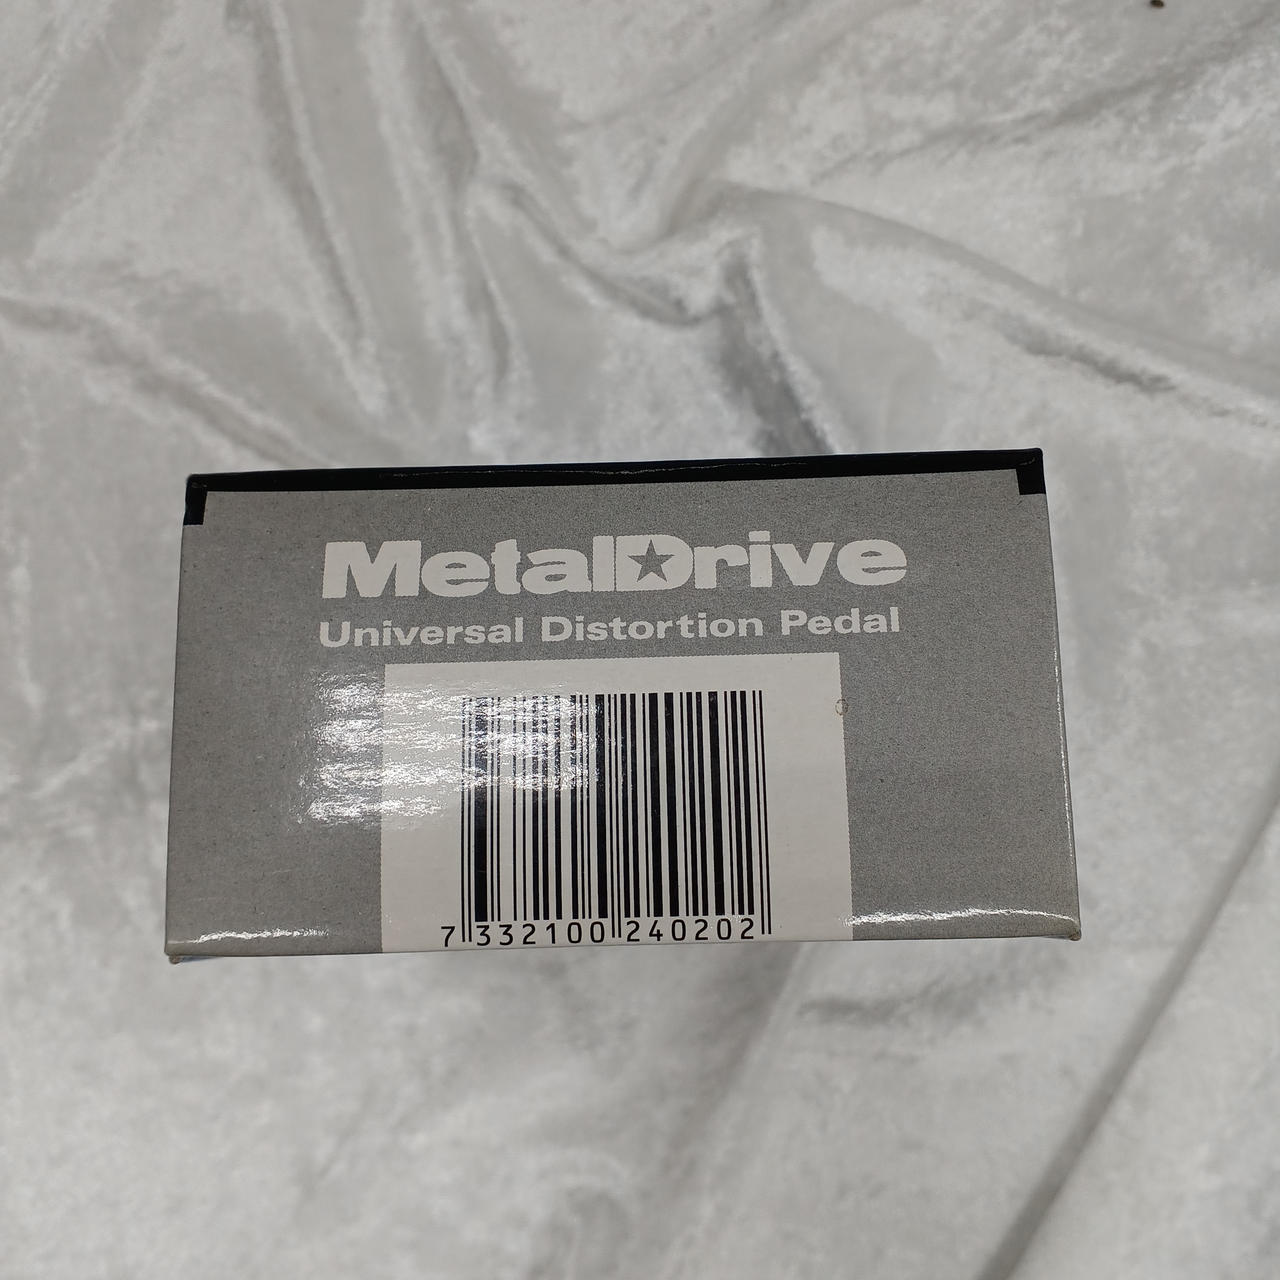 MetalDrive
Universal Distortion Pedal
7 332100 240202